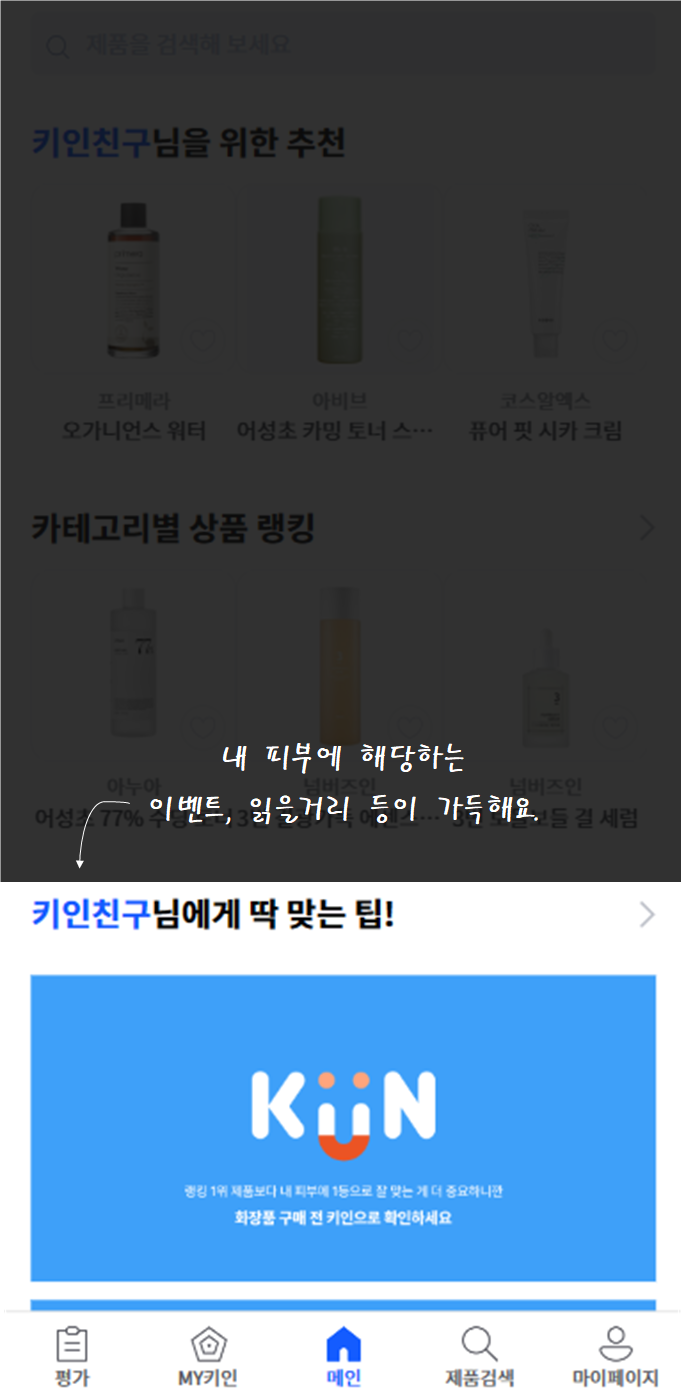 제품을 검색해 보세요
키인친구님을 위한 추천
프리메라
오가니언스 워터
아비브
어성초 카밍 토너 스…
코스알엑스
퓨어 핏 시카 크림
카테고리별 상품 랭킹
77
3
내 피부에 해당하는
이벤트, 읽을거리 등이 가득해요.
아누아
어성초 77% 수딩 토너
넘버즈인
3번
넘버즈인
결 세럼
키인친구님에게 딱 맞는 팁!
KiiN
랭킹 1위 제품보다 내 피부에 1등으로 잘 맞는 게 더 중요하니깐
화장품 구매 전 키인으로 확인하세요
평가
MY키인
메인
제품검색
마이페이지